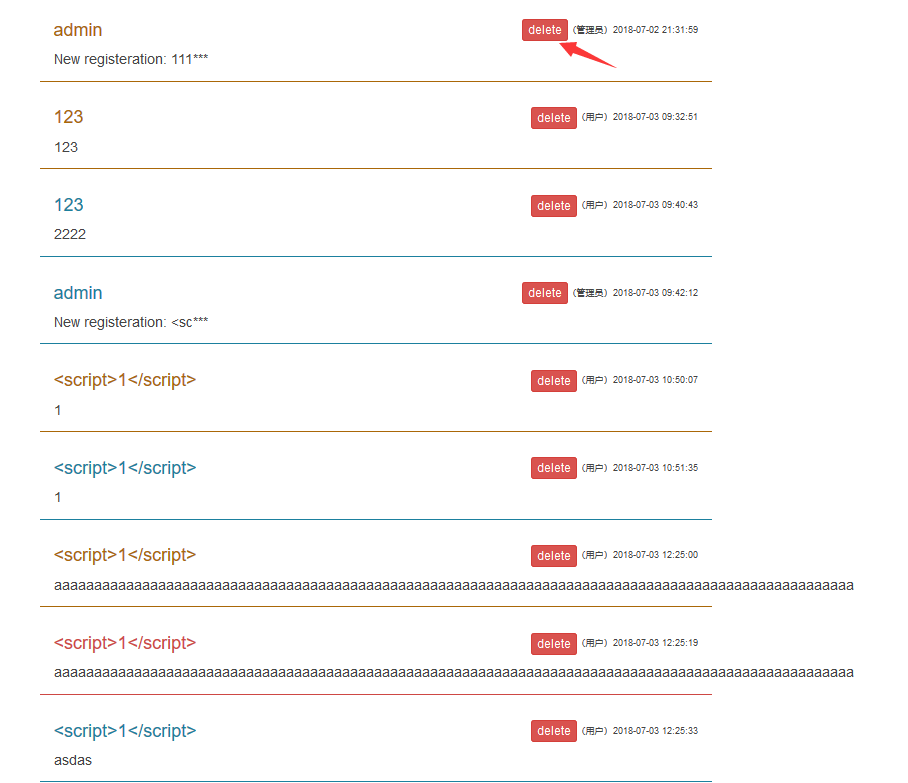 admin delete (管理员) 2018-07-02 21:31:59
New registeration: 111***
123 delete (用户) 2018-07-03 09:32:51
123
123 delete (用户) 2018-07-03 09:40:43
2222
admin delete (管理员) 2018-07-03 09:42:12
New registeration: <sc***
<script>1</script> delete (用户) 2018-07-03 10:50:07
1
<script>1</script> delete (用户) 2018-07-03 10:51:35
1
<script>1</script> delete (用户) 2018-07-03 12:25:00
aaaaaaaaaaaaaaaaaaaaaaaaaaaaaaaaaaaaaaaaaaaaaaaaaaaaaaaaaaaaaaaaaaaaaaaaaaaaaaaaaaaaaaaaaaaaaaaaaaaa
<script>1</script> delete (用户) 2018-07-03 12:25:19
aaaaaaaaaaaaaaaaaaaaaaaaaaaaaaaaaaaaaaaaaaaaaaaaaaaaaaaaaaaaaaaaaaaaaaaaaaaaaaaaaaaaaaaaaaaaaaaaaaaa
<script>1</script> delete (用户) 2018-07-03 12:25:33
asdas